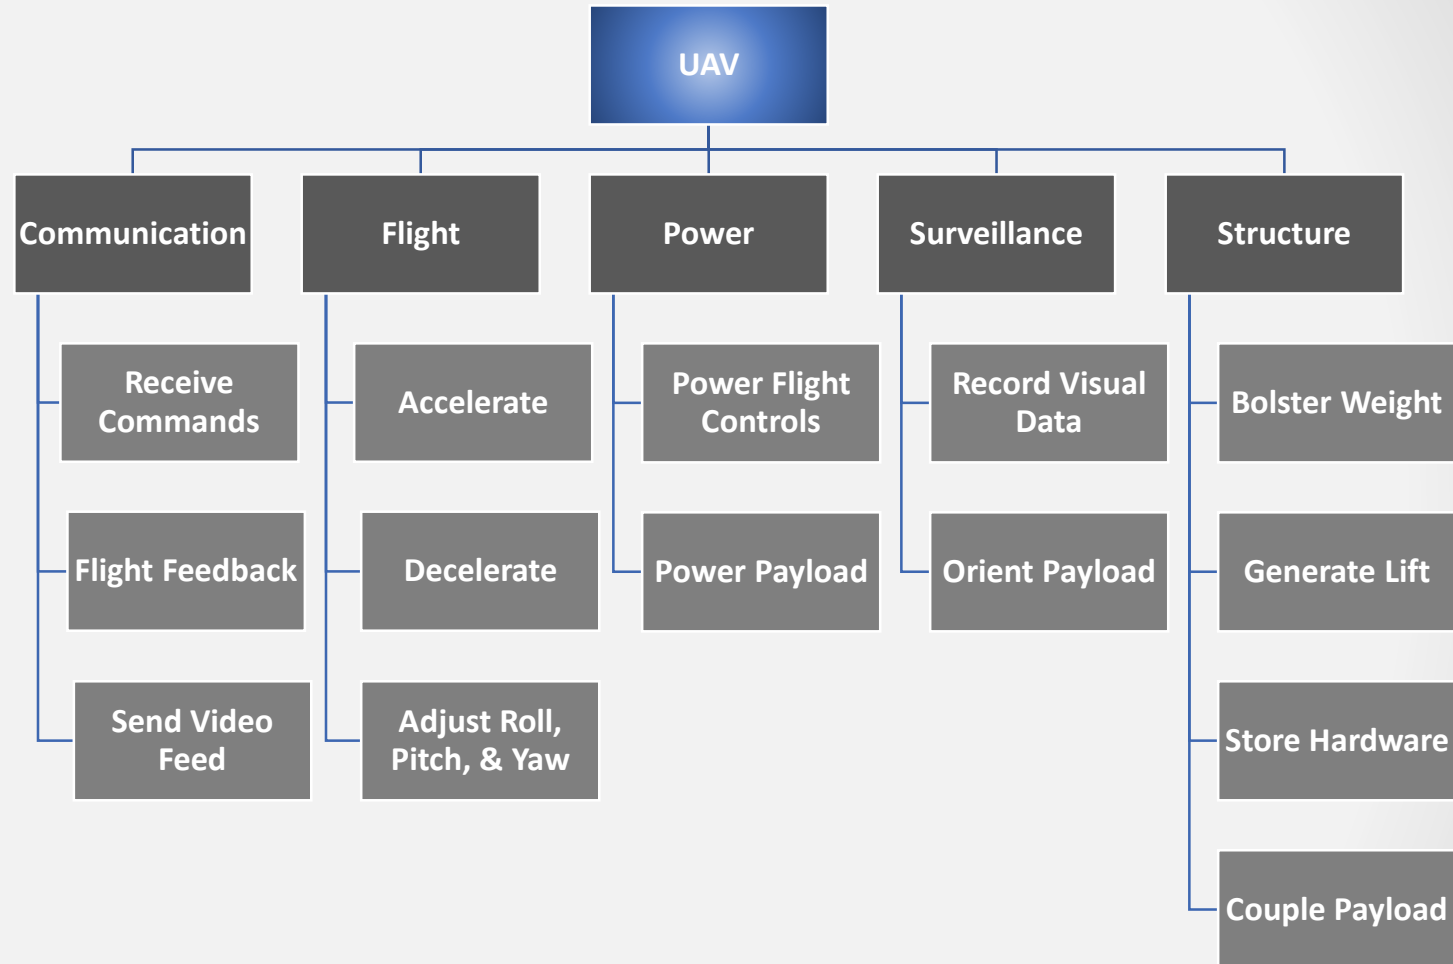 UAV
Communication
Flight
Power
Surveillance
Structure
Receive
Commands
Accelerate
Power Flight
Controls
Record Visual
Data
Bolster Weight
Flight Feedback
Decelerate
Power Payload
Orient Payload
Generate Lift
Send Video
Feed
Adjust Roll,
Pitch, & Yaw
Store Hardware
Couple Payload